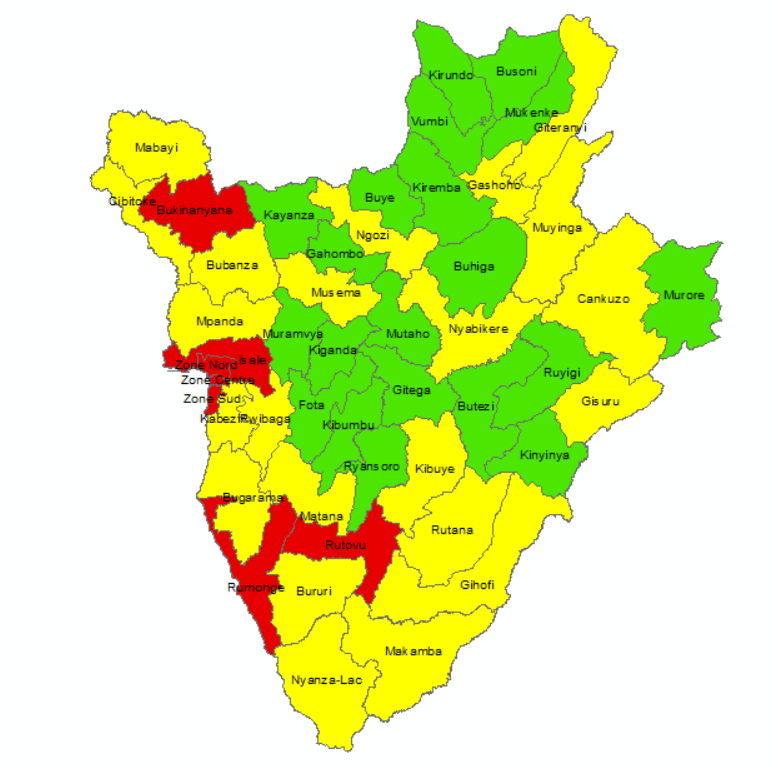 Kirundo
Busoni
Vumbi
Mukenke
Giteranyi
Mabayi
Kiremba
Gashoho
Cibitoke
Bukinanyana
Buye
Kayanza
Muyinga
Ngozi
Gahombo
Bubanza
Buhiga
Musema
Murore
Cankuzo
Mpanda
Muramvya
Mutaho
Nyabikere
Kiganda
Isale
Zone Nord
Zone Centre
Ruyigi
Gitega
Zone Sud
Fota
Butezi
Gisuru
Kabezi
Rwibaga
Kibumbu
Kinyinya
Ryansoro
Kibuye
Bugarama
Matana
Rutana
Rutovu
Rumonge
Bururi
Gihofi
Makamba
Nyanza-Lac